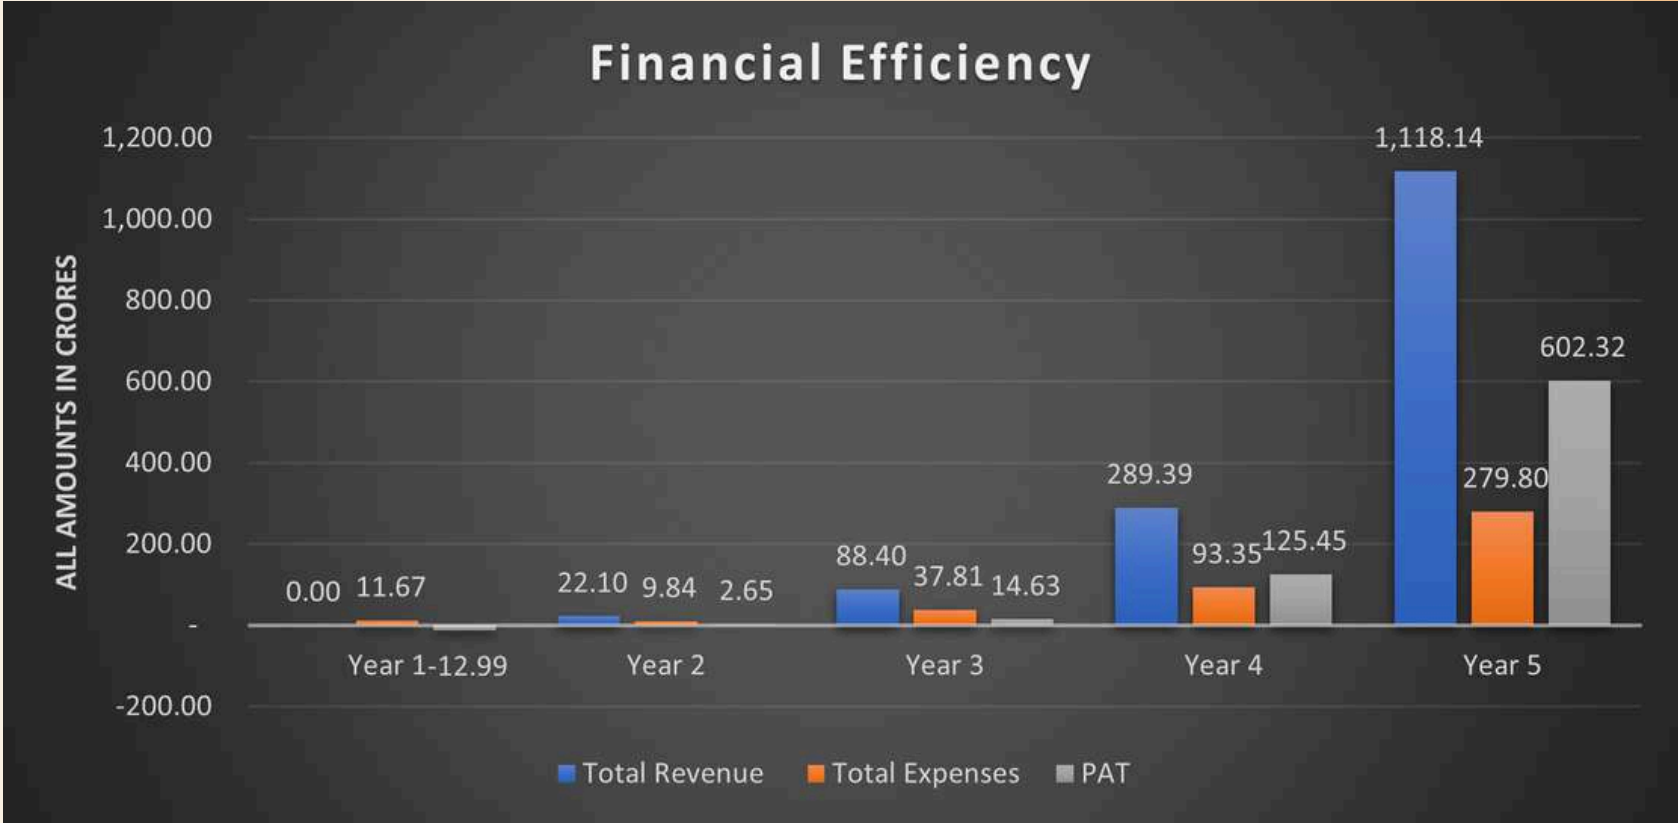 Financial Efficiency
ALL AMOUNTS IN CRORES
1,200.00
1,000.00
800.00
600.00
400.00
200.00
-
-200.00
0.00 11.67 -12.99
22.10 9.84 2.65
88.40 37.81 14.63
289.39 93.35 125.45
1,118.14 279.80 602.32
Year 1 Year 2 Year 3 Year 4 Year 5
Total Revenue Total Expenses PAT